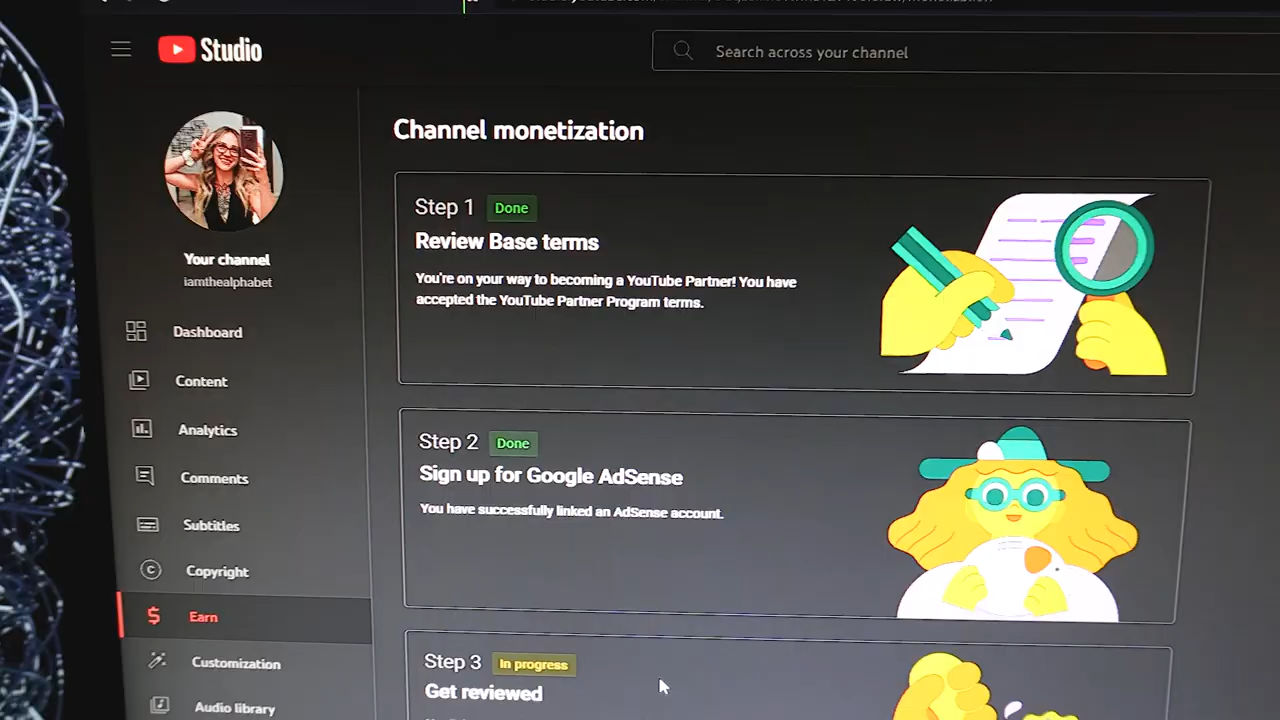 Studio
Search across your channel
Channel monetization
Step 1 Done
Review Base terms
You're on your way to becoming a YouTube Partner! You have
accepted the YouTube Partner Program terms.
Your channel
iamthealphabet
Dashboard
Content
Analytics
Comments
Subtitles
Copyright
Earn
Customization
Audio library
Step 2 Done
Sign up for Google AdSense
You have successfully linked an AdSense account.
Step 3 In progress
Get reviewed